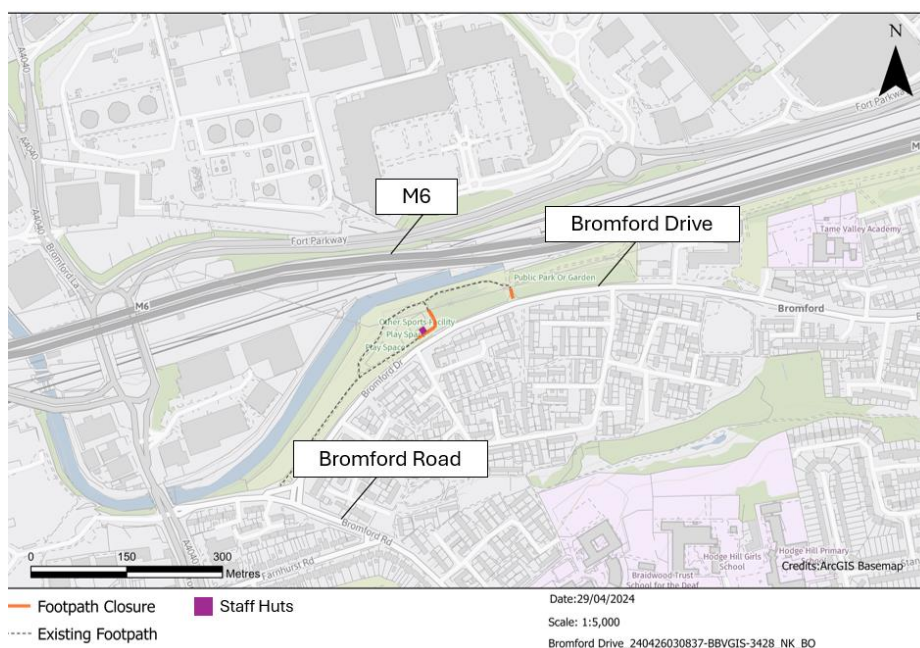 N
A4040
Fort Parkway
M6
Bromford Drive
Tame Valley Academy
A4040
Bromford La
Fort Parkway
Public Park Or Garden
M6
Bromford
Other Sports Facility
Play Space
Bromford Dr
Bromford Road
Bromford Rd
A4040
Farnhurst Rd
0 150 300
Metres
Braidwood Trust
School for the Deaf
Hodge Hill Girls
School
Hodge Hill Primary
School
Credits:ArcGIS Basemap
Footpath Closure
Staff Huts
Existing Footpath
Date:29/04/2024
Scale: 1:5,000
Bromford Drive_240426030837-BBVGIS-3428_NK_BO